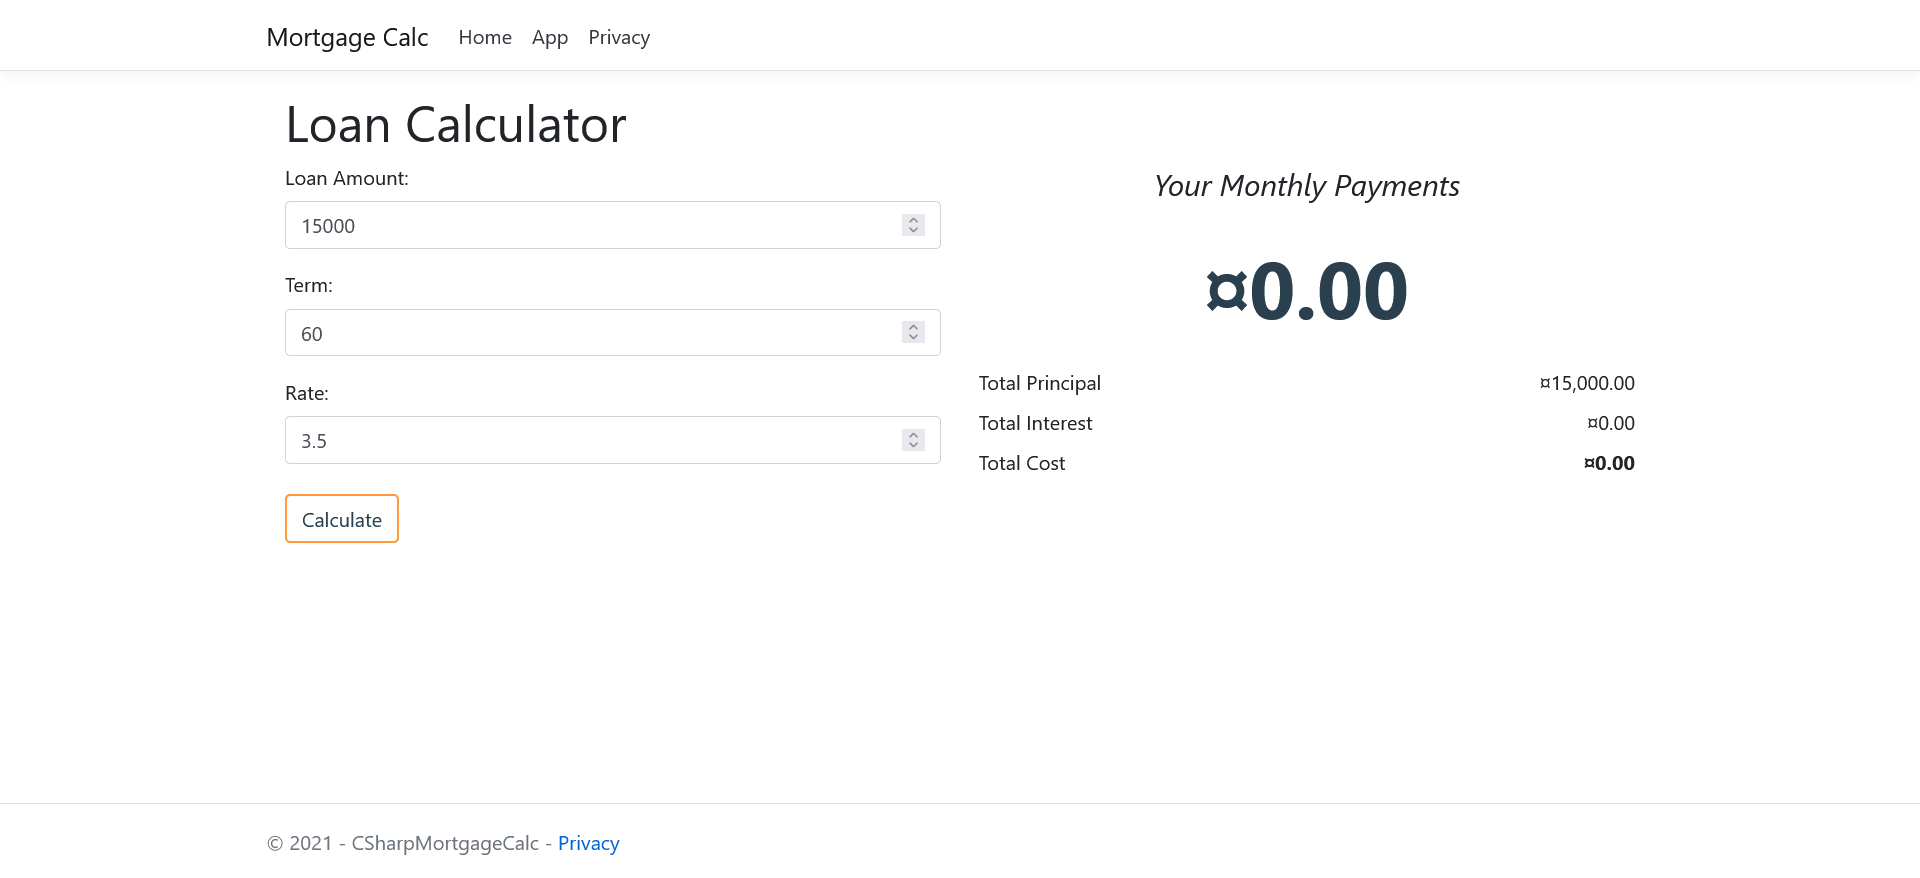 Mortgage Calc Home App Privacy
Loan Calculator
Loan Amount:
15000
Term:
60
Rate:
3.5
Calculate
Your Monthly Payments
¤0.00
Total Principal ¤15,000.00
Total Interest ¤0.00
Total Cost ¤0.00
© 2021 - CSharpMortgageCalc - Privacy